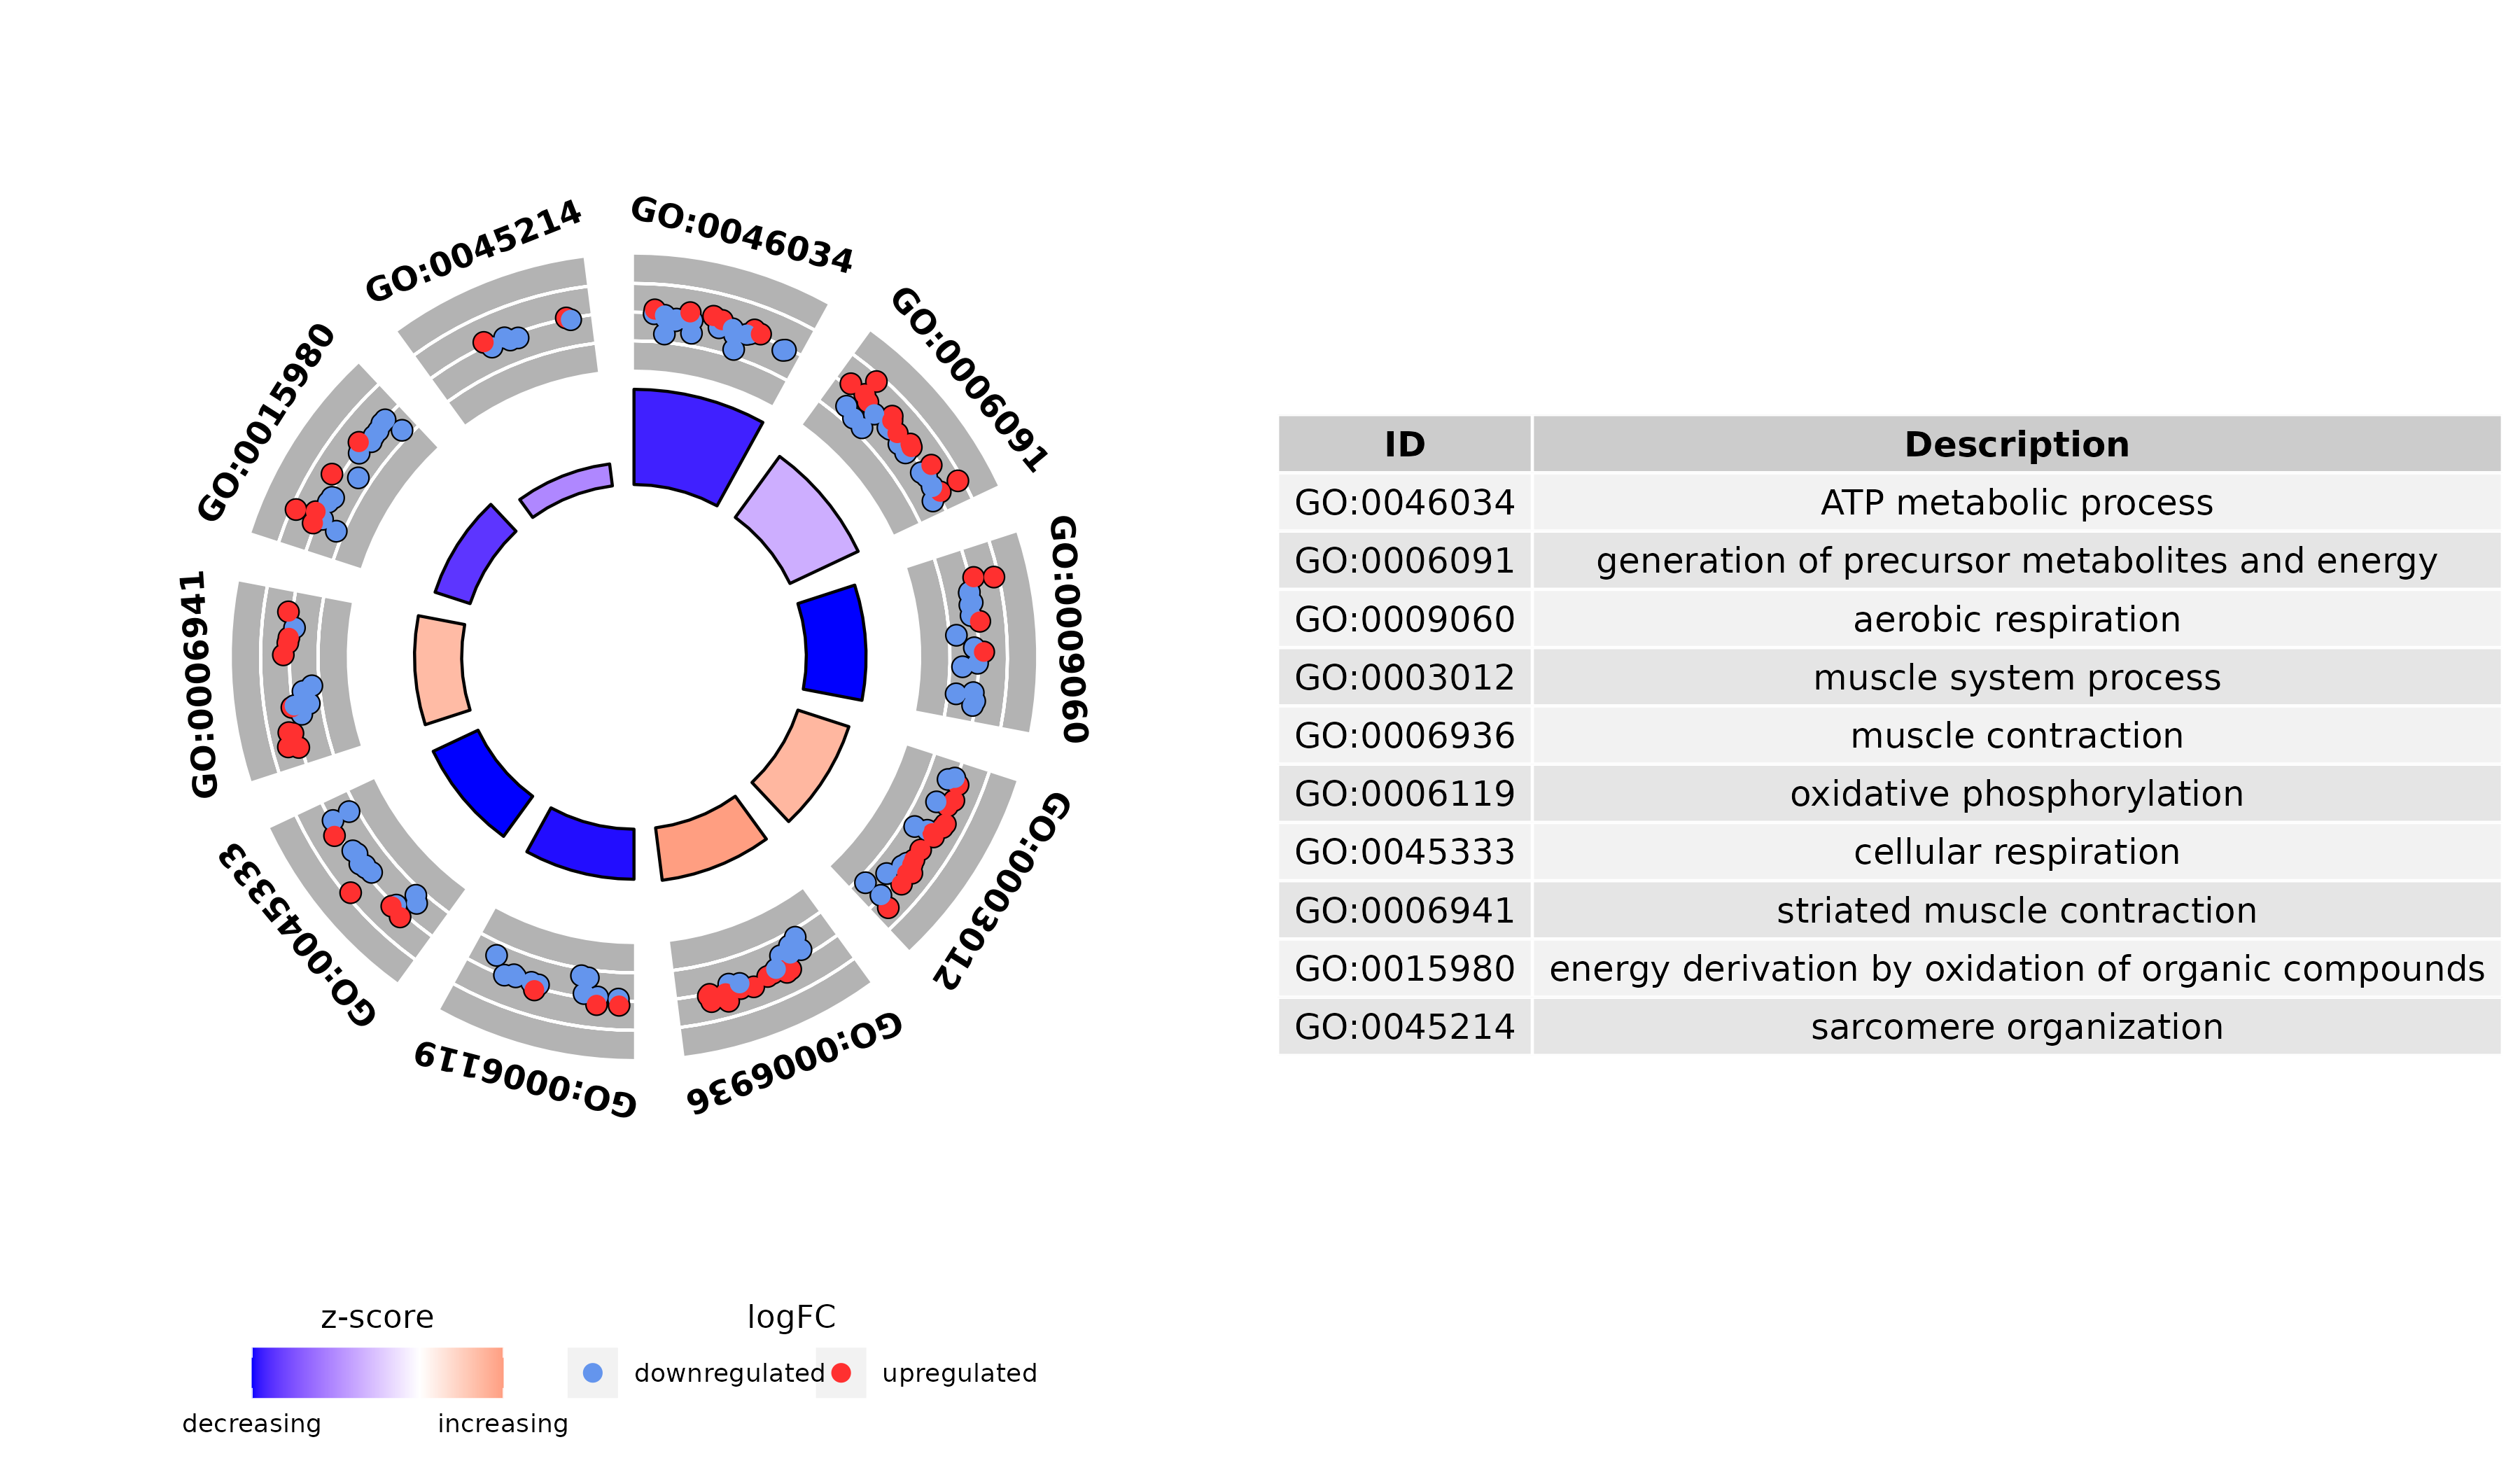 GO:0046034
GO:0006091
GO:0009060
GO:0003012
GO:0006936
GO:0006119
GO:0045333
GO:0006941
GO:0015980
GO:0045214
ID Description
GO:0046034 ATP metabolic process
GO:0006091 generation of precursor metabolites and energy
GO:0009060 aerobic respiration
GO:0003012 muscle system process
GO:0006936 muscle contraction
GO:0006119 oxidative phosphorylation
GO:0045333 cellular respiration
GO:0006941 striated muscle contraction
GO:0015980 energy derivation by oxidation of organic compounds
GO:0045214 sarcomere organization
z-score
decreasing increasing
logFC
downregulated upregulated